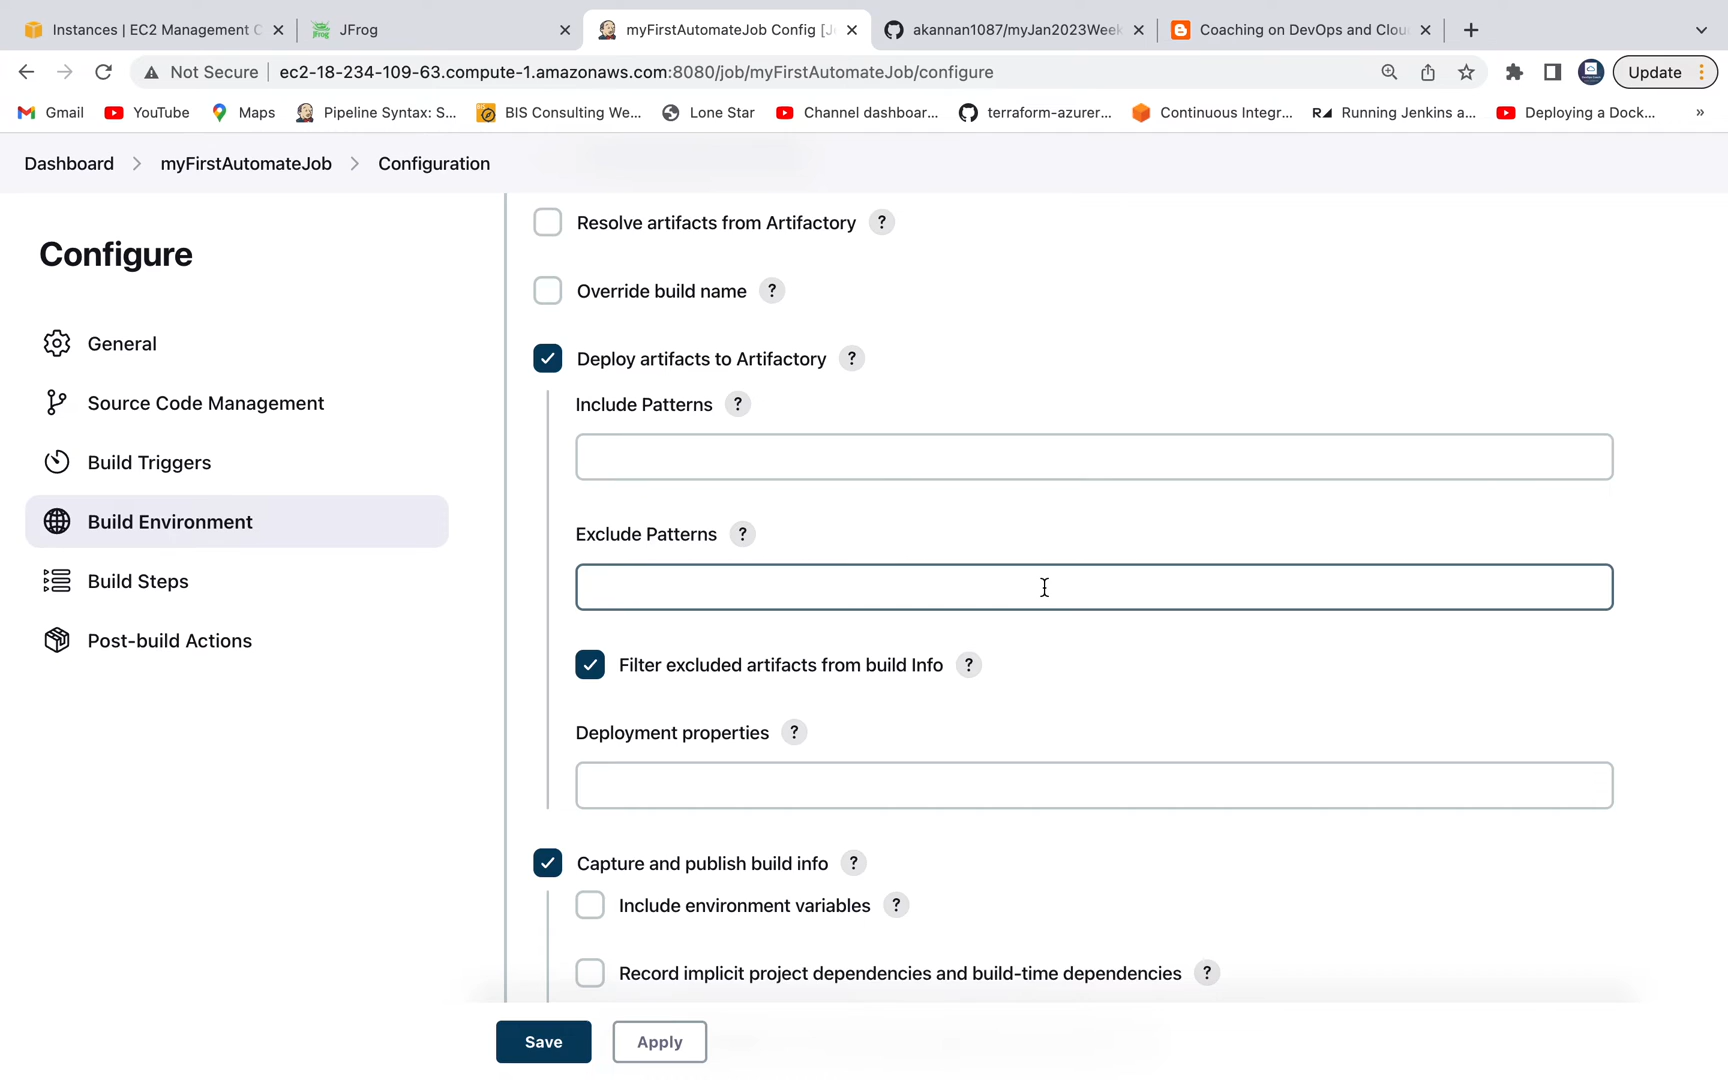 Instances | EC2 Management C
JFrog
myFirstAutomateJob Config [J
akannan1087/myJan2023Week
Coaching on DevOps and Clou
Not Secure
ec2-18-234-109-63.compute-1.amazonaws.com:8080/job/myFirstAutomateJob/configure
Update
Gmail
YouTube
Maps
Pipeline Syntax: S...
BIS Consulting We...
Lone Star
Channel dashboar...
terraform-azurer...
Continuous Integr...
Running Jenkins a...
Deploying a Dock...
»
Dashboard > myFirstAutomateJob > Configuration
Configure
General
Source Code Management
Build Triggers
Build Environment
Build Steps
Post-build Actions
Resolve artifacts from Artifactory ?
Override build name ?
Deploy artifacts to Artifactory ?
Include Patterns ?
Exclude Patterns ?
Filter excluded artifacts from build Info ?
Deployment properties ?
Capture and publish build info ?
Include environment variables ?
Record implicit project dependencies and build-time dependencies ?
Save
Apply